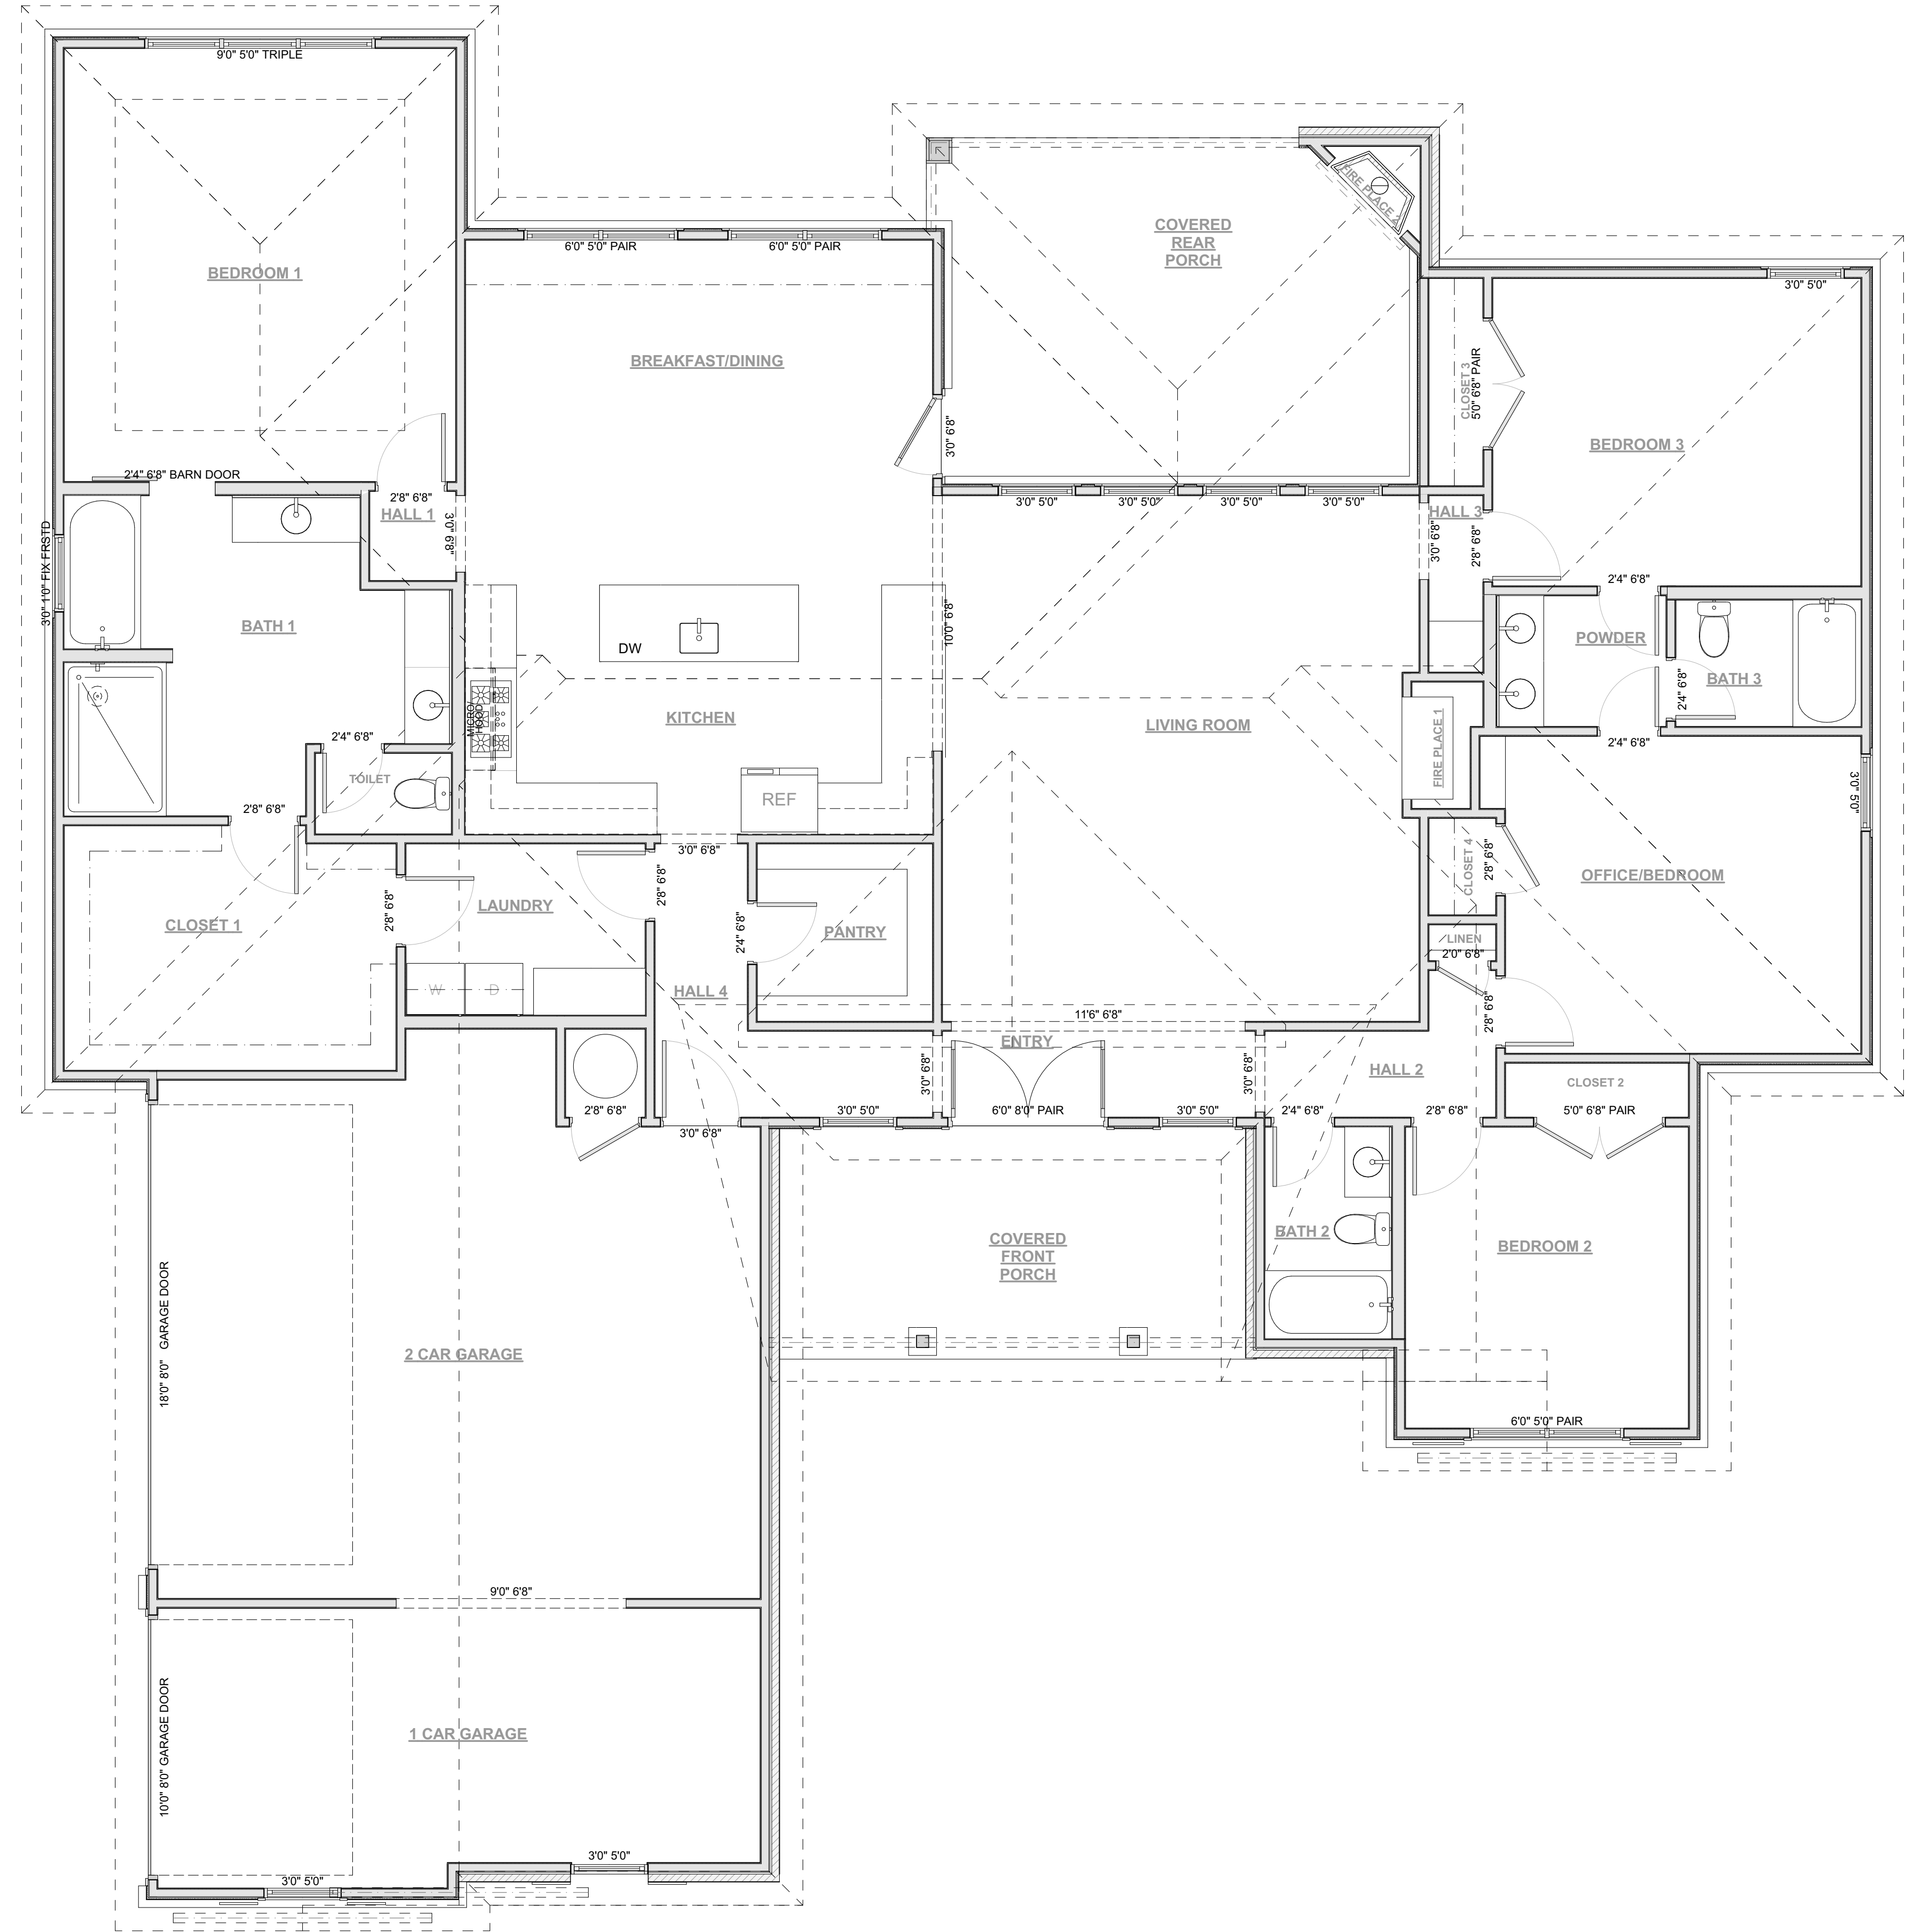 9'0" 5'0" TRIPLE
BEDROOM 1
6'0" 5'0" PAIR
6'0" 5'0" PAIR
BREAKFAST/DINING
COVERED
REAR
PORCH
FIRE PLACE 2
3'0" 5'0"
CLOSET 3
5'0" 6'8" PAIR
BEDROOM 3
3'0" 6'8"
2'4" 6'8" BARN DOOR
2'8" 6'8"
HALL 1
3'0" 6'8"
3'0" 5'0"
3'0" 5'0"
3'0" 5'0"
3'0" 5'0"
HALL 3
3'0" 6'8"
2'8" 6'8"
3'0" 1'0" FIX FRSTD
BATH 1
DW
10'0" 6'8"
2'4" 6'8"
POWDER
BATH 3
2'4" 6'8"
2'4" 6'8"
MICRO/
HOOD
KITCHEN
LIVING ROOM
FIRE PLACE 1
2'4" 6'8"
TOILET
REF
3'0" 5'0"
2'8" 6'8"
3'0" 6'8"
CLOSET 4
2'8" 6'8"
OFFICE/BEDROOM
CLOSET 1
2'8" 6'8"
LAUNDRY
2'8" 6'8"
2'4" 6'8"
PANTRY
LINEN
2'0" 6'8"
W
D
HALL 4
2'8" 6'8"
11'6" 6'8"
ENTRY
3'0" 6'8"
3'0" 6'8"
HALL 2
CLOSET 2
2'8" 6'8"
3'0" 6'8"
3'0" 5'0"
6'0" 8'0" PAIR
3'0" 5'0"
2'4" 6'8"
2'8" 6'8"
5'0" 6'8" PAIR
COVERED
FRONT
PORCH
BATH 2
BEDROOM 2
18'0" 8'0" GARAGE DOOR
2 CAR GARAGE
6'0" 5'0" PAIR
9'0" 6'8"
10'0" 8'0" GARAGE DOOR
1 CAR GARAGE
3'0" 5'0"
3'0" 5'0"